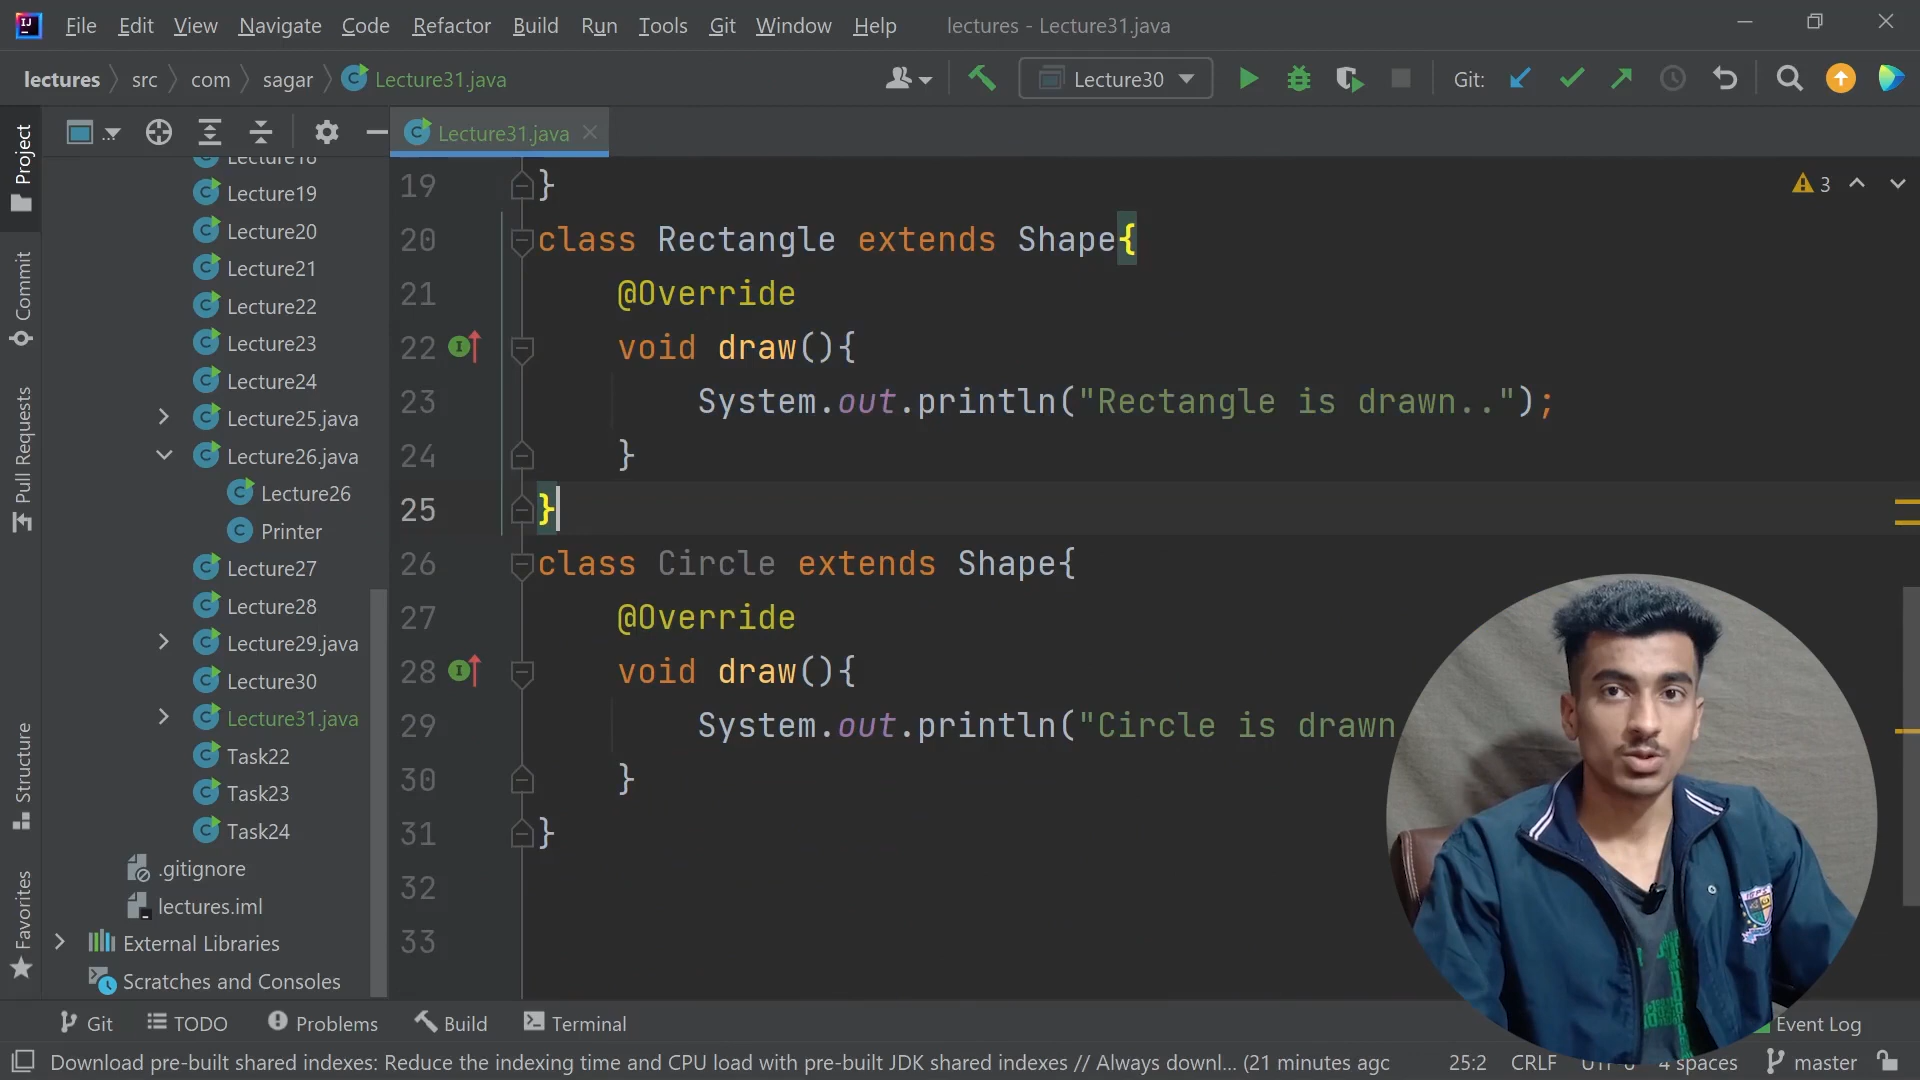 File Edit View Navigate Code Refactor Build Run Tools Git Window Help lectures - Lecture31.java
lectures src com sagar Lecture31.java Lecture30 Git:
Project
Commit
Pull Requests
Structure
Favorites
...
Lecture18
Lecture19
Lecture20
Lecture21
Lecture22
Lecture23
Lecture24
Lecture25.java
Lecture26.java
Lecture26
Printer
Lecture27
Lecture28
Lecture29.java
Lecture30
Lecture31.java
Task22
Task23
Task24
.gitignore
lectures.iml
External Libraries
Scratches and Consoles
Lecture31.java
3
19 }
20 class Rectangle extends Shape{
21 @Override
22 void draw(){
23 System.out.println("Rectangle is drawn..");
24 }
25 }
26 class Circle extends Shape{
27 @Override
28 void draw(){
29 System.out.println("Circle is drawn
30 }
31 }
32
33
Git TODO Problems Build Terminal Event Log
Download pre-built shared indexes: Reduce the indexing time and CPU load with pre-built JDK shared indexes // Always downl... (21 minutes ago 25:2 CRLF UTF-8 4 spaces master